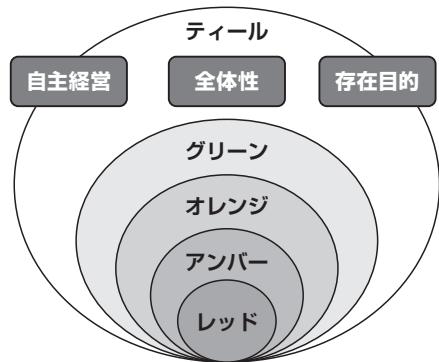 ティール
自主経営 全体性 存在目的
グリーン
オレンジ
アンバー
レッド